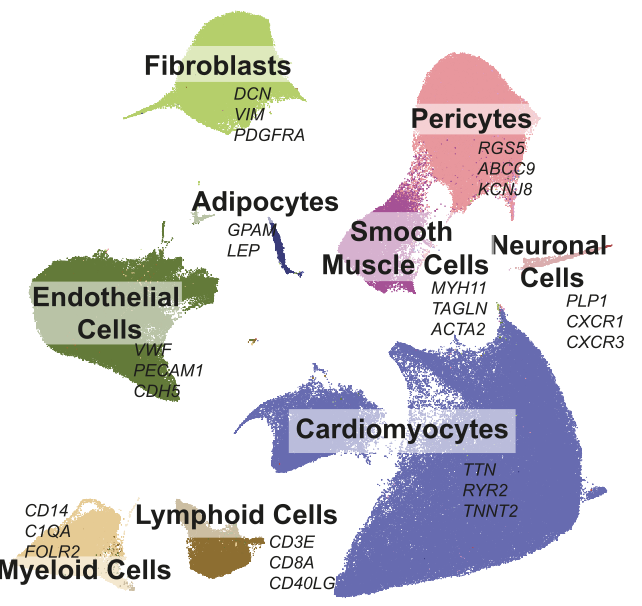 Fibroblasts
DCN
VIM
PDGFRA
Pericytes
RGS5
ABCC9
KCNJ8
Adipocytes
GPAM
LEP
Smooth
Muscle Cells
MYH11
TAGLN
ACTA2
Neuronal
Cells
PLP1
CXCR1
CXCR3
Endothelial
Cells
VWF
PECAM1
CDH5
Cardiomyocytes
TTN
RYR2
TNNT2
CD14
C1QA
FOLR2
Myeloid Cells
Lymphoid Cells
CD3E
CD8A
CD40LG